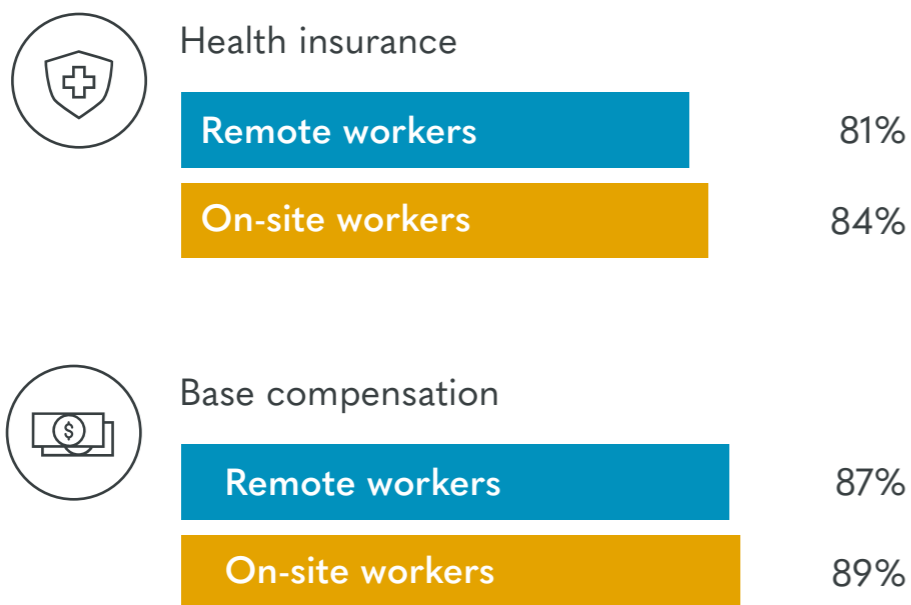 Health insurance
Remote workers 81%
On-site workers 84%
$
Base compensation
Remote workers 87%
On-site workers 89%